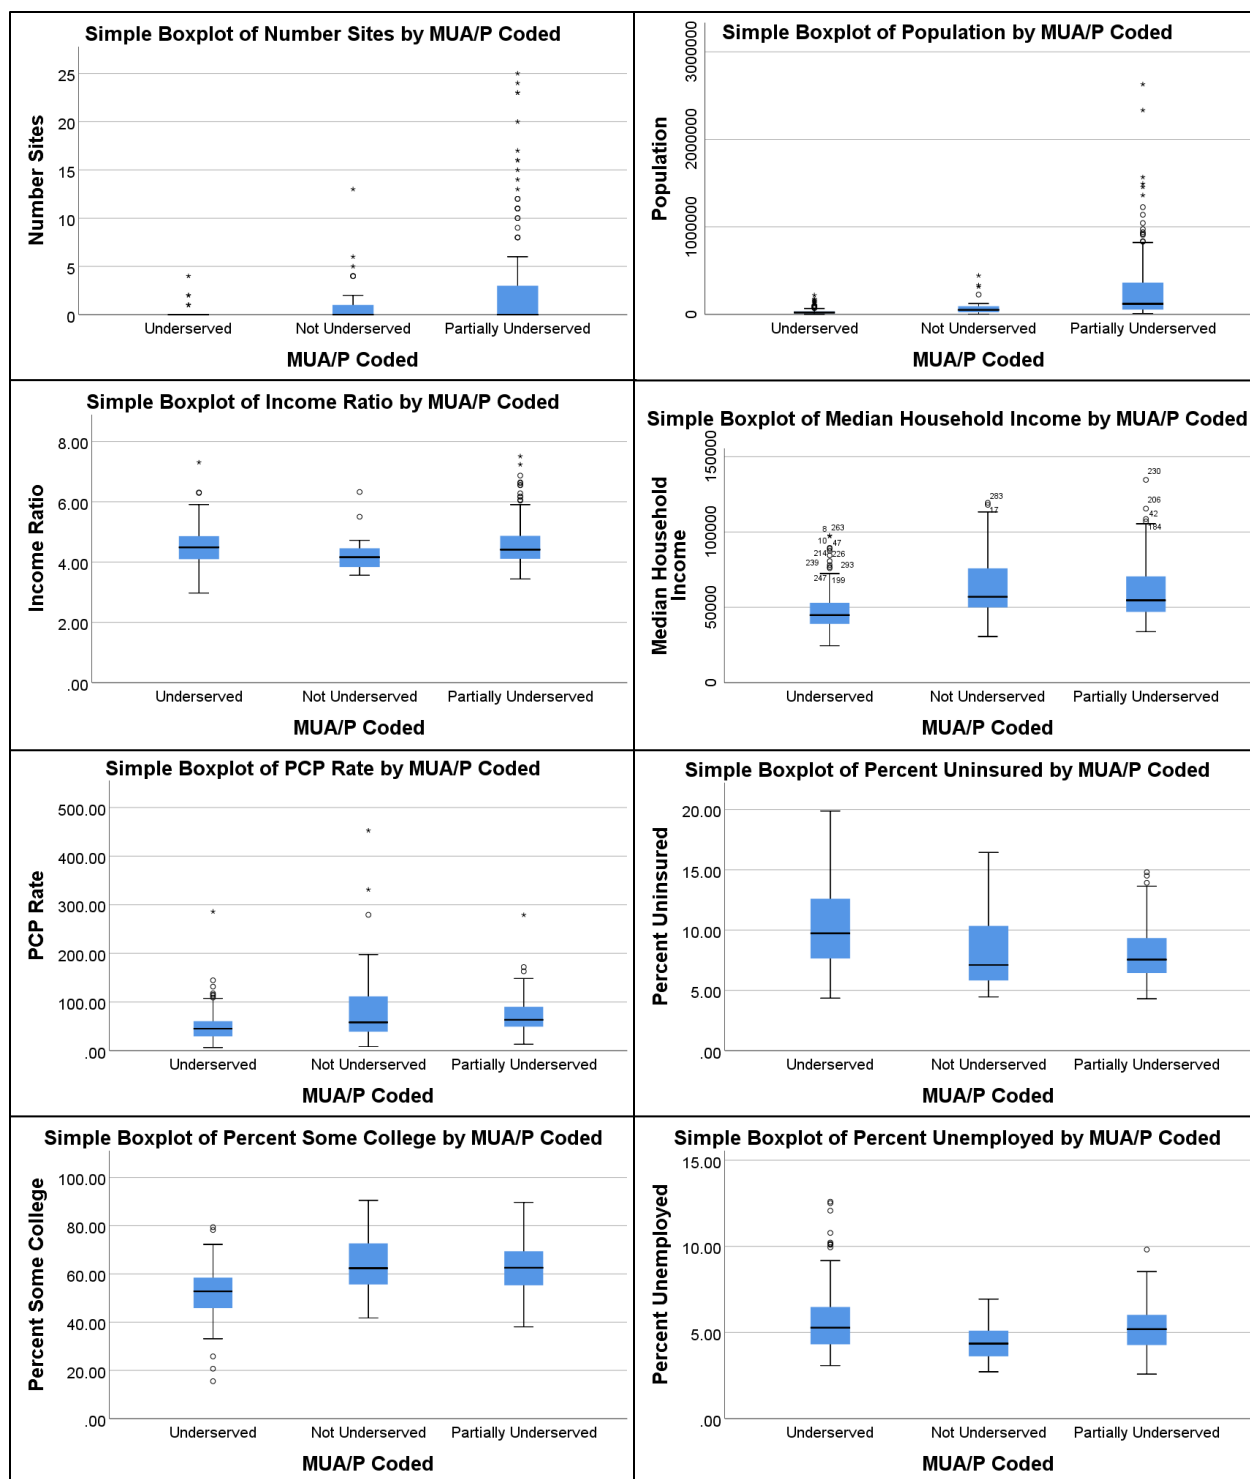 Simple Boxplot of Number Sites by MUA/P Coded
Number Sites
25
20
15
10
5
0
Underserved Not Underserved Partially Underserved
MUA/P Coded
Simple Boxplot of Population by MUA/P Coded
Population
3000000
2000000
1000000
0
Underserved Not Underserved Partially Underserved
MUA/P Coded
Simple Boxplot of Income Ratio by MUA/P Coded
Income Ratio
8.00
6.00
4.00
2.00
.00
Underserved Not Underserved Partially Underserved
MUA/P Coded
Simple Boxplot of Median Household Income by MUA/P Coded
Median Household
Income
150000
100000
50000
0
8 263
10 47
214 226
239 293
247 199
283
17
230
206
42
184
Underserved Not Underserved Partially Underserved
MUA/P Coded
Simple Boxplot of PCP Rate by MUA/P Coded
PCP Rate
500.00
400.00
300.00
200.00
100.00
.00
Underserved Not Underserved Partially Underserved
MUA/P Coded
Simple Boxplot of Percent Uninsured by MUA/P Coded
Percent Uninsured
20.00
15.00
10.00
5.00
.00
Underserved Not Underserved Partially Underserved
MUA/P Coded
Simple Boxplot of Percent Some College by MUA/P Coded
Percent Some College
100.00
80.00
60.00
40.00
20.00
.00
Underserved Not Underserved Partially Underserved
MUA/P Coded
Simple Boxplot of Percent Unemployed by MUA/P Coded
Percent Unemployed
15.00
10.00
5.00
.00
Underserved Not Underserved Partially Underserved
MUA/P Coded